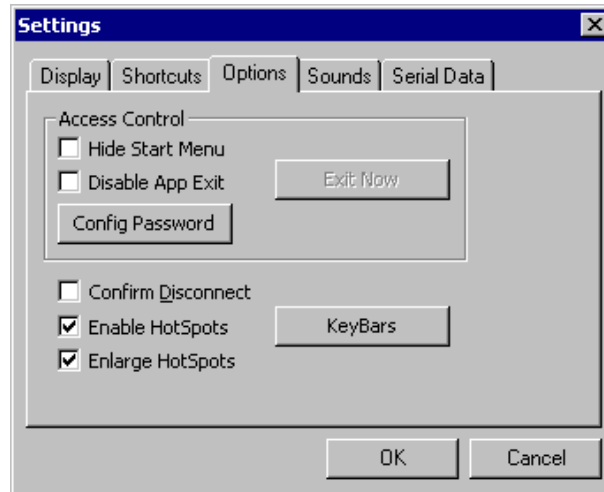 Settings
Display Shortcuts Options Sounds Serial Data
Access Control
Hide Start Menu
Disable App Exit Exit Now
Config Password
Confirm Disconnect
Enable HotSpots KeyBars
Enlarge HotSpots
OK Cancel